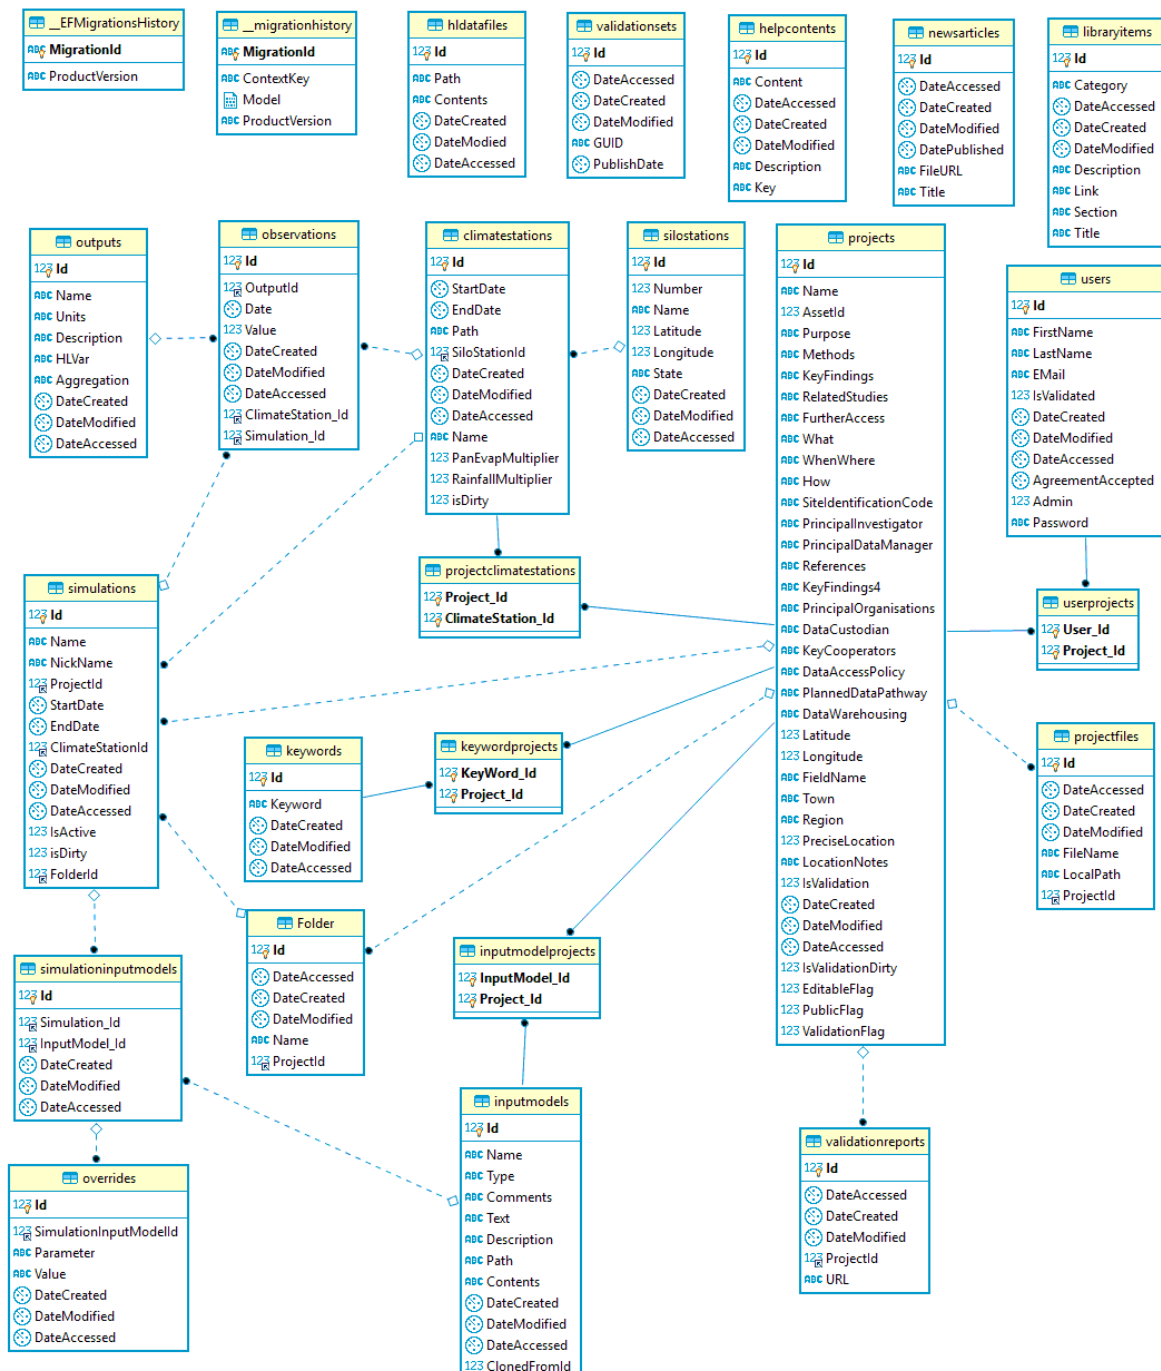 __EFMigrationsHistory
MigrationId
ProductVersion
__migrationhistory
MigrationId
ContextKey
Model
ProductVersion
hldatafiles
Id
Path
Contents
DateCreated
DateModied
DateAccessed
validationsets
Id
DateAccessed
DateCreated
DateModified
GUID
PublishDate
helpcontents
Id
Content
DateAccessed
DateCreated
DateModified
Description
Key
newsarticles
Id
DateAccessed
DateCreated
DateModified
DatePublished
FileURL
Title
libraryitems
Id
Category
DateAccessed
DateCreated
DateModified
Description
Link
Section
Title
outputs
Id
Name
Units
Description
HLVar
Aggregation
DateCreated
DateModified
DateAccessed
observations
Id
OutputId
Date
Value
DateCreated
DateModified
DateAccessed
ClimateStation_Id
Simulation_Id
climatestations
Id
StartDate
EndDate
Path
SiloStationId
DateCreated
DateModified
DateAccessed
Name
PanEvapMultiplier
RainfallMultiplier
isDirty
silostations
Id
Number
Name
Latitude
Longitude
State
DateCreated
DateModified
DateAccessed
projects
Id
Name
AssetId
Purpose
Methods
KeyFindings
RelatedStudies
FurtherAccess
What
WhenWhere
How
SiteIdentificationCode
PrincipalInvestigator
PrincipalDataManager
References
KeyFindings4
PrincipalOrganisations
DataCustodian
KeyCooperators
DataAccessPolicy
PlannedDataPathway
DataWarehousing
Latitude
Longitude
FieldName
Town
Region
PreciseLocation
LocationNotes
IsValidation
DateCreated
DateModified
DateAccessed
IsValidationDirty
EditableFlag
PublicFlag
ValidationFlag
users
Id
FirstName
LastName
EMail
IsValidated
DateCreated
DateModified
DateAccessed
AgreementAccepted
Admin
Password
projectclimatestations
Project_Id
ClimateStation_Id
userprojects
User_Id
Project_Id
simulations
Id
Name
NickName
ProjectId
StartDate
EndDate
ClimateStationId
DateCreated
DateModified
DateAccessed
IsActive
isDirty
FolderId
keywords
Id
Keyword
DateCreated
DateModified
DateAccessed
keywordprojects
KeyWord_Id
Project_Id
projectfiles
Id
DateAccessed
DateCreated
DateModified
FileName
LocalPath
ProjectId
Folder
Id
DateAccessed
DateCreated
DateModified
Name
ProjectId
inputmodelprojects
InputModel_Id
Project_Id
simulationinputmodels
Id
Simulation_Id
InputModel_Id
DateCreated
DateModified
DateAccessed
inputmodels
Id
Name
Type
Comments
Text
Description
Path
Contents
DateCreated
DateModified
DateAccessed
ClonedFromId
validationreports
Id
DateAccessed
DateCreated
DateModified
ProjectId
URL
overrides
Id
SimulationInputModelId
Parameter
Value
DateCreated
DateModified
DateAccessed